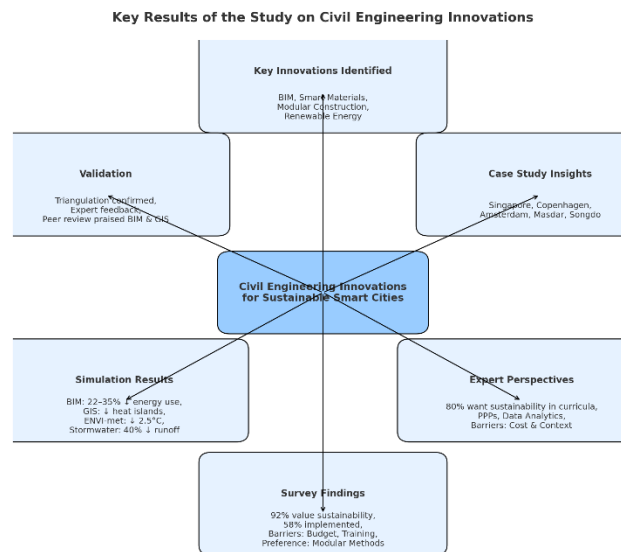 Key Results of the Study on Civil Engineering Innovations
Key Innovations Identified
BIM, Smart Materials,
Modular Construction,
Renewable Energy
Validation
Triangulation confirmed,
Expert feedback,
Peer review praised BIM & GIS
Case Study Insights
Singapore, Copenhagen,
Amsterdam, Masdar, Songdo
Civil Engineering Innovations
for Sustainable Smart Cities
Simulation Results
BIM: 22–35% ↓ energy use,
GIS: ↓ heat islands,
ENVI-met: ↓ 2.5°C,
Stormwater: 40% ↓ runoff
Expert Perspectives
80% want sustainability in curricula,
PPPs, Data Analytics,
Barriers: Cost & Context
Survey Findings
92% value sustainability,
58% implemented,
Barriers: Budget, Training,
Preference: Modular Methods